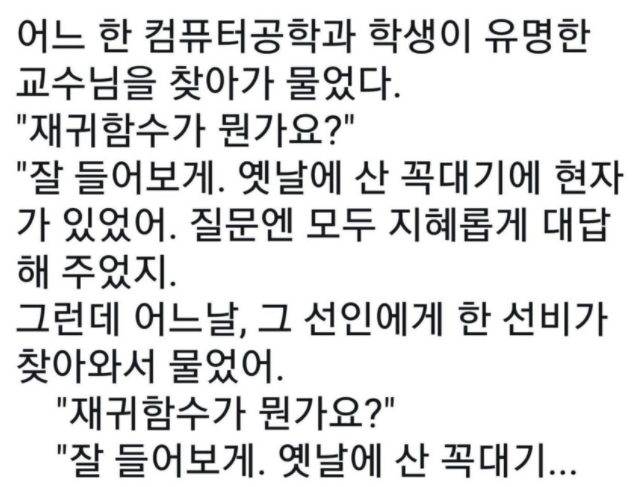 어느 한 컴퓨터공학과 학생이 유명한
교수님을 찾아가 물었다.
"재귀함수가 뭔가요?"
"잘 들어보게. 옛날에 산 꼭대기에 현자
가 있었어. 질문엔 모두 지혜롭게 대답
해 주었지.
그런데 어느날, 그 선인에게 한 선비가
찾아와서 물었어.
"재귀함수가 뭔가요?"
"잘 들어보게. 옛날에 산 꼭대기...